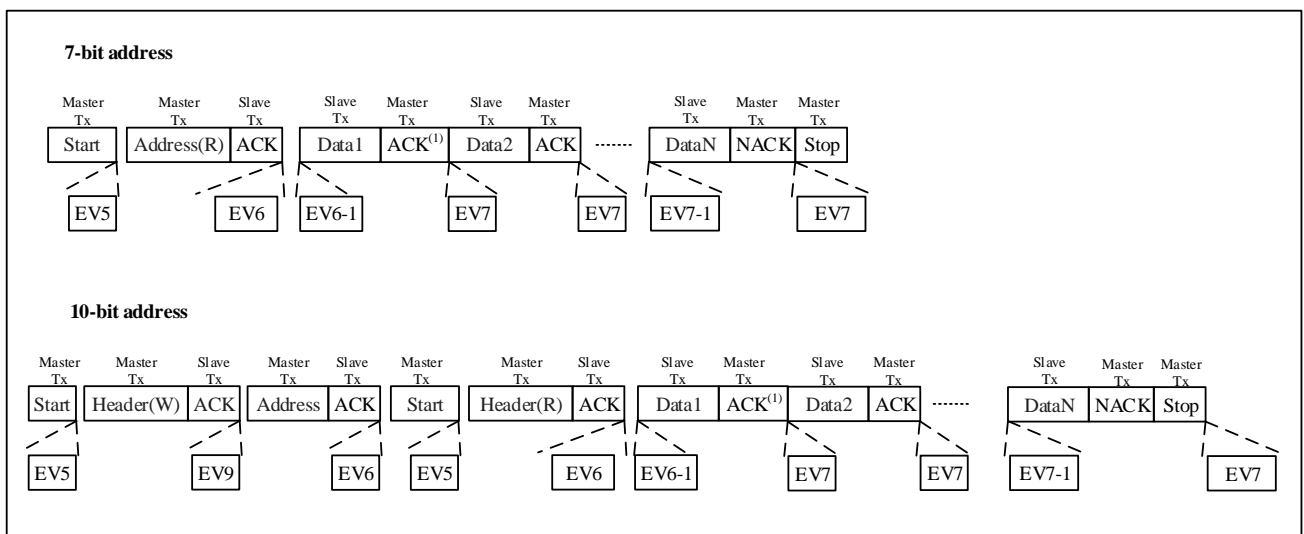 7-bit address
Master Master Slave Slave Master Slave Master Slave Master Master
Tx Tx Tx Tx Tx Tx Tx Tx Tx Tx
Start Address(R) ACK Data1 ACK(1) Data2 ACK ........ DataN NACK Stop
EV5 EV6 EV6-1 EV7 EV7 EV7-1 EV7
10-bit address
Master Master Slave Master Slave Master Master Slave Slave Master Slave Master Slave Master Master
Tx Tx Tx Tx Tx Tx Tx Tx Tx Tx Tx Tx Tx Tx Tx
Start Header(W) ACK Address ACK Start Header(R) ACK Data1 ACK(1) Data2 ACK ........ DataN NACK Stop
EV5 EV9 EV6 EV5 EV6 EV6-1 EV7 EV7 EV7-1 EV7